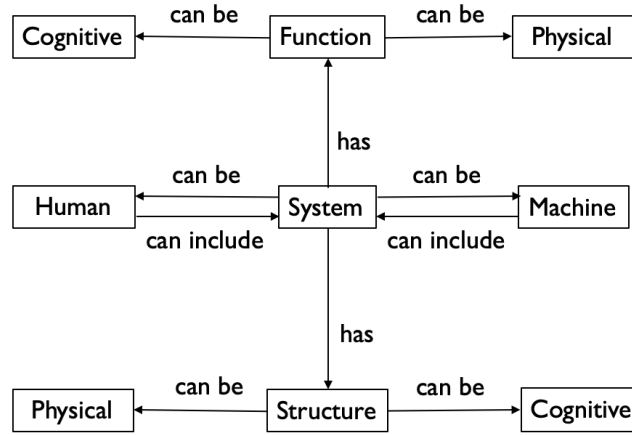 can be
can be
Cognitive
Function
Physical
has
can be
can be
Human
System
Machine
can include
can include
has
can be
can be
Physical
Structure
Cognitive